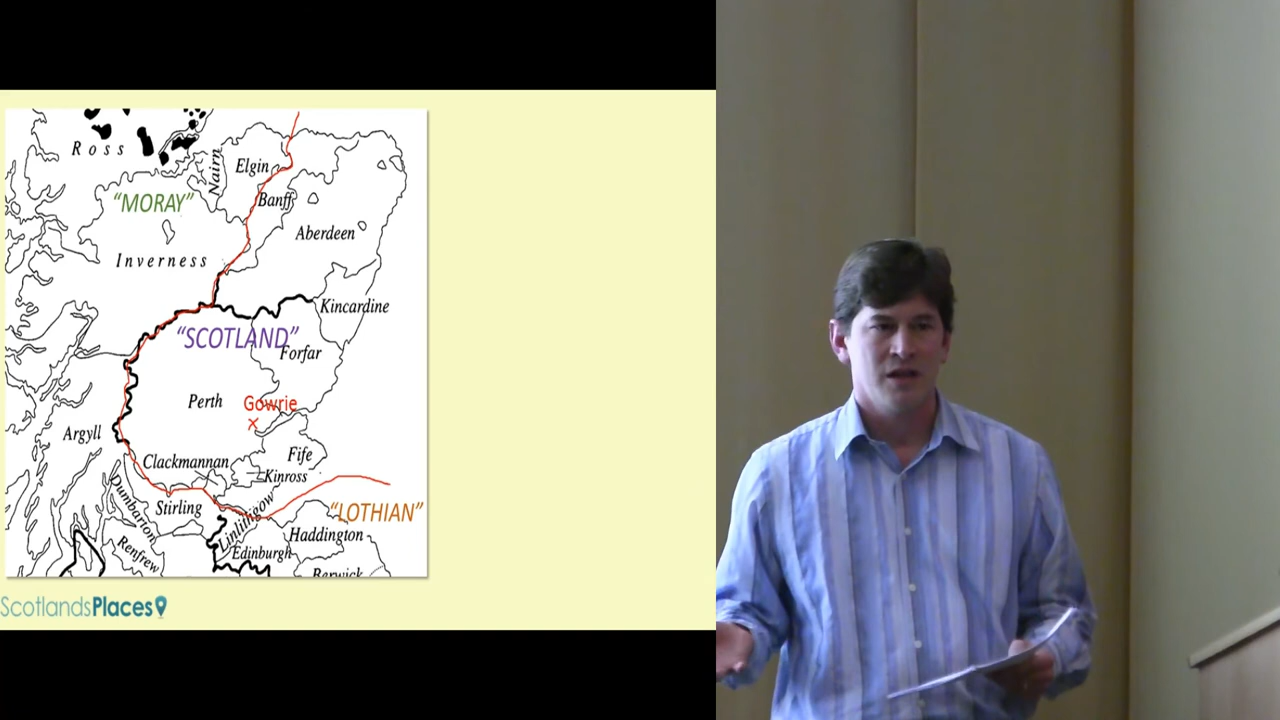 Ross
Nairn
Elgin
"MORAY"
Banff
Aberdeen
Inverness
Kincardine
"SCOTLAND"
Forfar
Perth
Gowrie
x
Argyll
Fife
Clackmannan
Kinross
Dumbarton
Stirling
Linlithgow
"LOTHIAN"
Haddington
Renfrew
Edinburgh
Berwick
ScotlandsPlaces